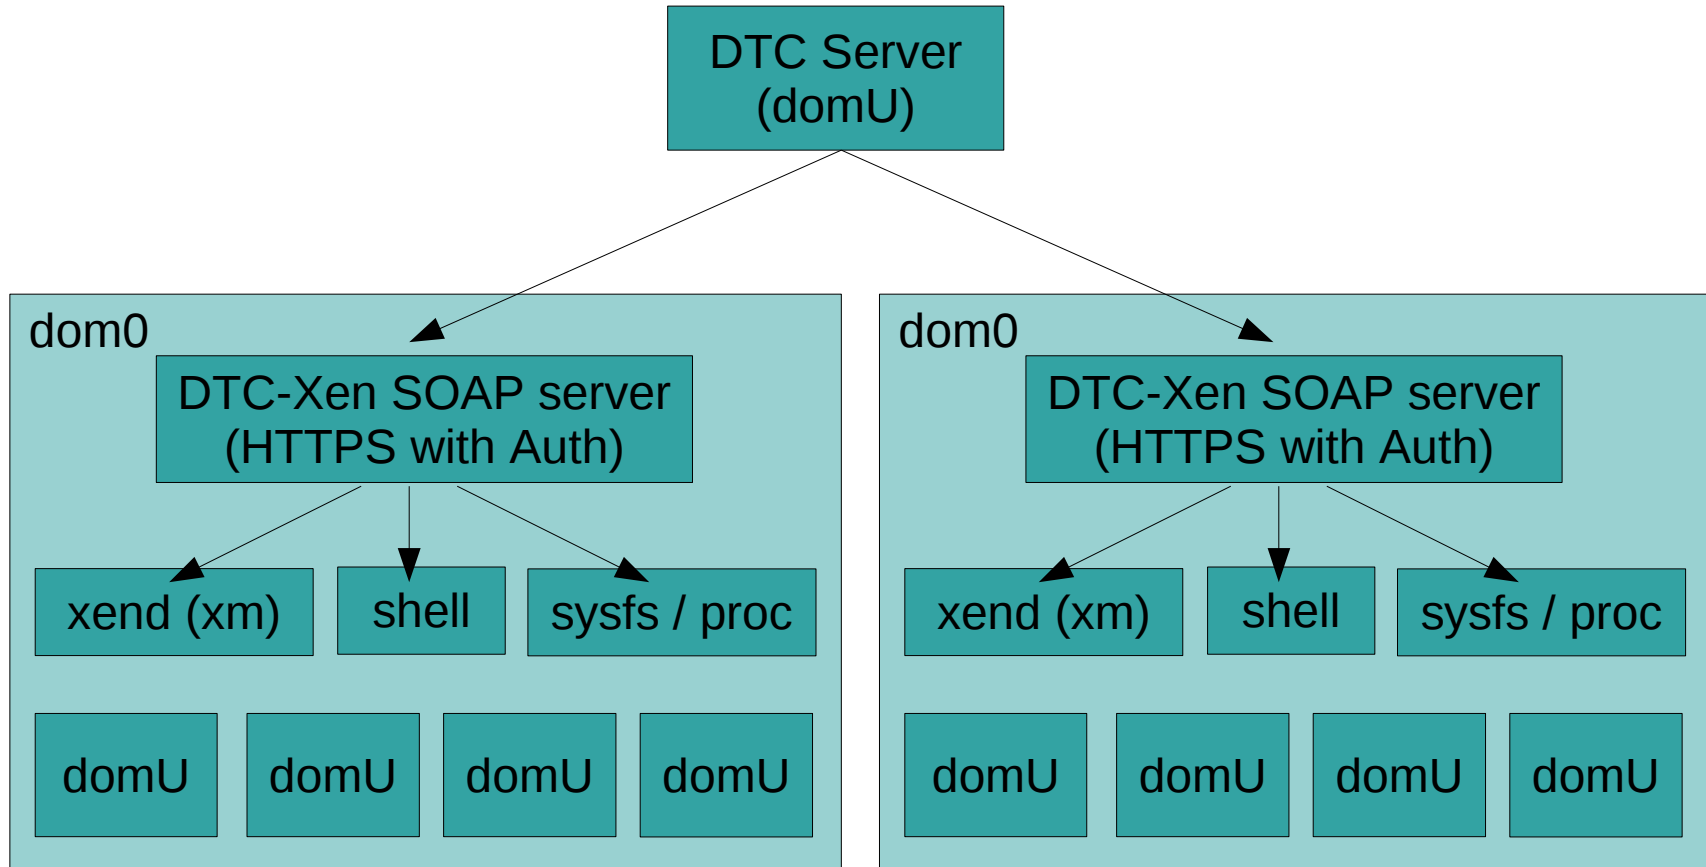 DTC Server
(domU)
dom0
DTC-Xen SOAP server
(HTTPS with Auth)
xend (xm)
shell
sysfs / proc
domU
domU
domU
domU
dom0
DTC-Xen SOAP server
(HTTPS with Auth)
xend (xm)
shell
sysfs / proc
domU
domU
domU
domU